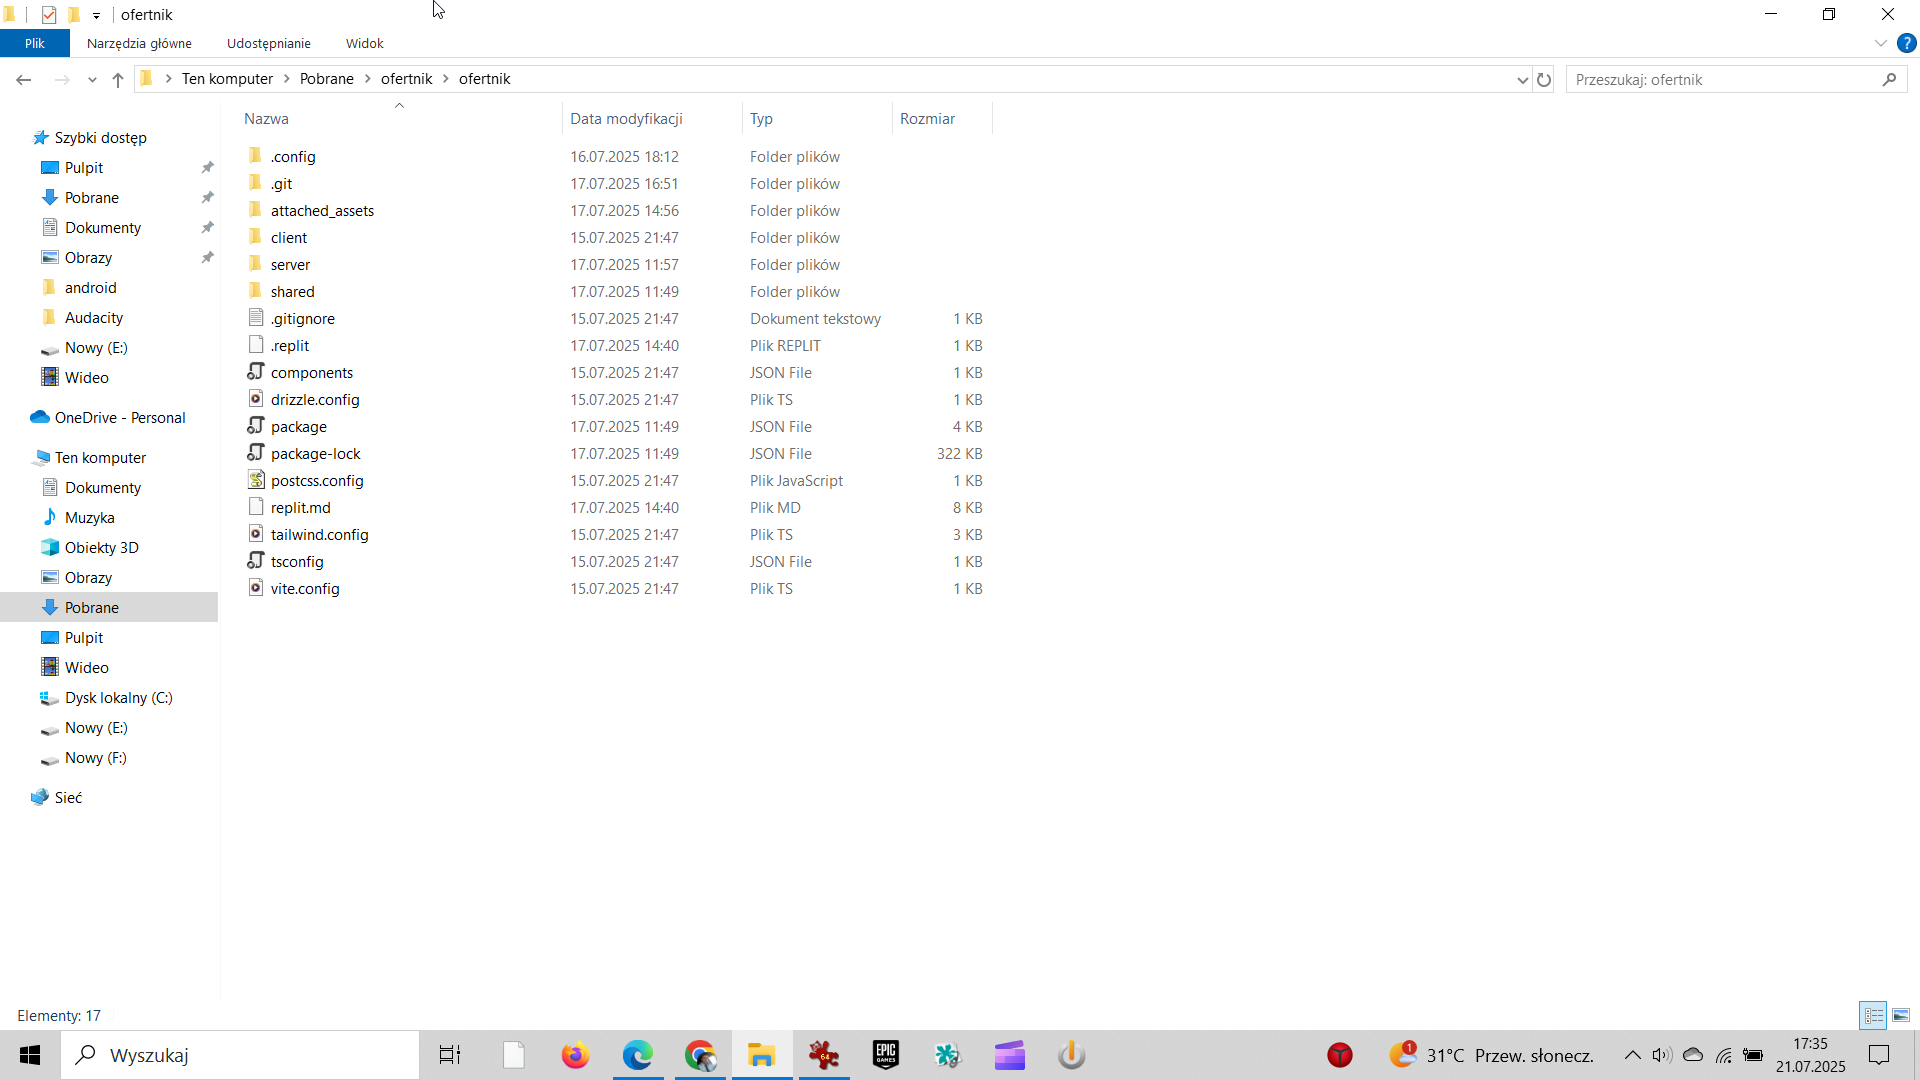 ofertnik
Plik Narzędzia główne Udostępnianie Widok ?
Ten komputer Pobrane ofertnik ofertnik Przeszukaj: ofertnik
Nazwa Data modyfikacji Typ Rozmiar
Szybki dostęp
Pulpit
Pobrane
Dokumenty
Obrazy
android
Audacity
Nowy (E:)
Wideo
OneDrive - Personal
Ten komputer
Dokumenty
Muzyka
Obiekty 3D
Obrazy
Pobrane
Pulpit
Wideo
Dysk lokalny (C:)
Nowy (E:)
Nowy (F:)
Sieć
.config 16.07.2025 18:12 Folder plików
.git 17.07.2025 16:51 Folder plików
attached_assets 17.07.2025 14:56 Folder plików
client 15.07.2025 21:47 Folder plików
server 17.07.2025 11:57 Folder plików
shared 17.07.2025 11:49 Folder plików
.gitignore 15.07.2025 21:47 Dokument tekstowy 1 KB
.replit 17.07.2025 14:40 Plik REPLIT 1 KB
components 15.07.2025 21:47 JSON File 1 KB
drizzle.config 15.07.2025 21:47 Plik TS 1 KB
package 17.07.2025 11:49 JSON File 4 KB
package-lock 17.07.2025 11:49 JSON File 322 KB
postcss.config 15.07.2025 21:47 Plik JavaScript 1 KB
replit.md 17.07.2025 14:40 Plik MD 8 KB
tailwind.config 15.07.2025 21:47 Plik TS 3 KB
tsconfig 15.07.2025 21:47 JSON File 1 KB
vite.config 15.07.2025 21:47 Plik TS 1 KB
Elementy: 17
Wyszukaj
64
EPIC
GAMES
1
31°C Przew. słonecz.
17:35
21.07.2025